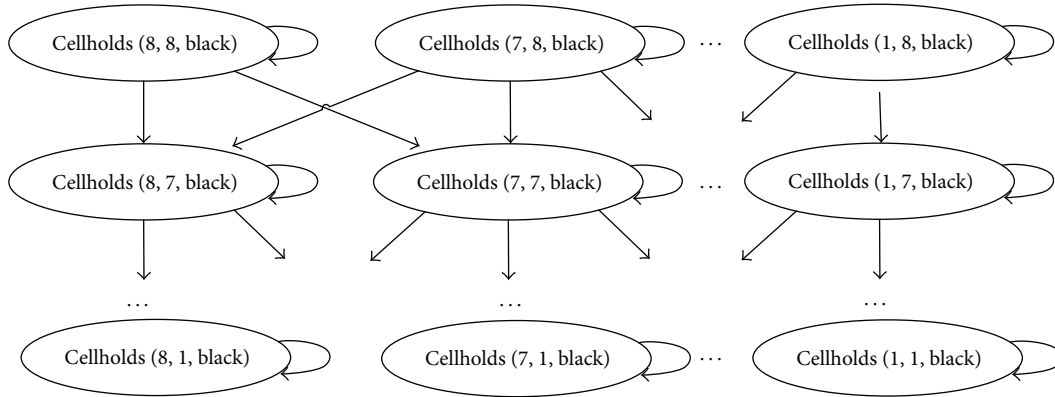 Cellholds (8, 8, black) Cellholds (7, 8, black) ... Cellholds (1, 8, black)
Cellholds (8, 7, black) Cellholds (7, 7, black) ... Cellholds (1, 7, black)
... ... ...
Cellholds (8, 1, black) Cellholds (7, 1, black) ... Cellholds (1, 1, black)